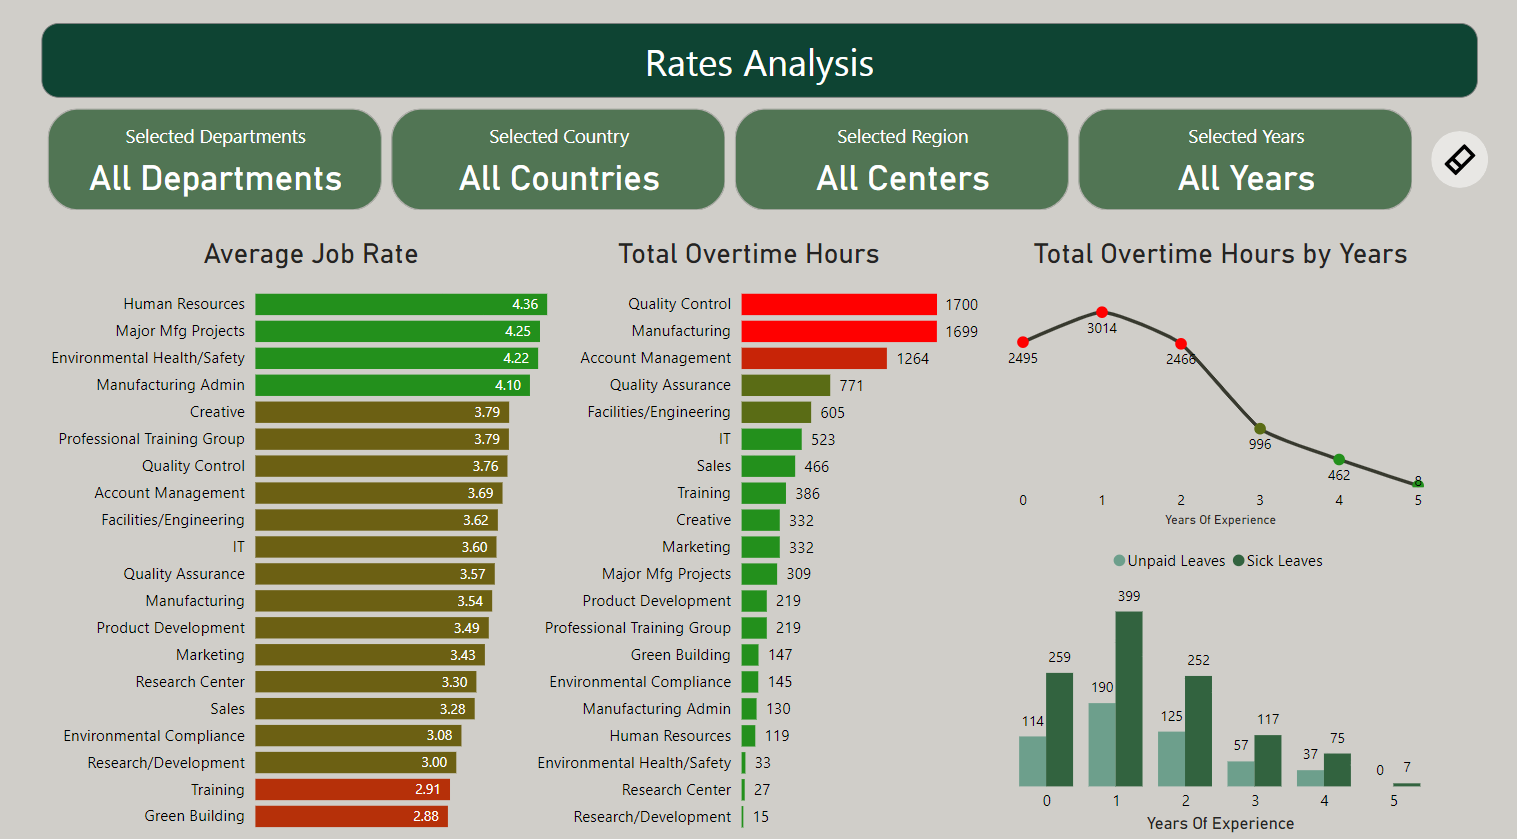 Rates Analysis
Selected Departments
All Departments
Selected Country
All Countries
Selected Region
All Centers
Selected Years
All Years
Average Job Rate
Human Resources 4.36
Major Mfg Projects 4.25
Environmental Health/Safety 4.22
Manufacturing Admin 4.10
Creative 3.79
Professional Training Group 3.79
Quality Control 3.76
Account Management 3.69
Facilities/Engineering 3.62
IT 3.60
Quality Assurance 3.57
Manufacturing 3.54
Product Development 3.49
Marketing 3.43
Research Center 3.30
Sales 3.28
Environmental Compliance 3.08
Research/Development 3.00
Training 2.91
Green Building 2.88
Total Overtime Hours
Quality Control 1700
Manufacturing 1699
Account Management 1264
Quality Assurance 771
Facilities/Engineering 605
IT 523
Sales 466
Training 386
Creative 332
Marketing 332
Major Mfg Projects 309
Product Development 219
Professional Training Group 219
Green Building 147
Environmental Compliance 145
Manufacturing Admin 130
Human Resources 119
Environmental Health/Safety 33
Research Center 27
Research/Development 15
Total Overtime Hours by Years
2495 3014 2466 996 462 8
0 1 2 3 4 5
Years Of Experience
Unpaid Leaves Sick Leaves
114 259 190 399 125 252 57 117 37 75 0 7
0 1 2 3 4 5
Years Of Experience